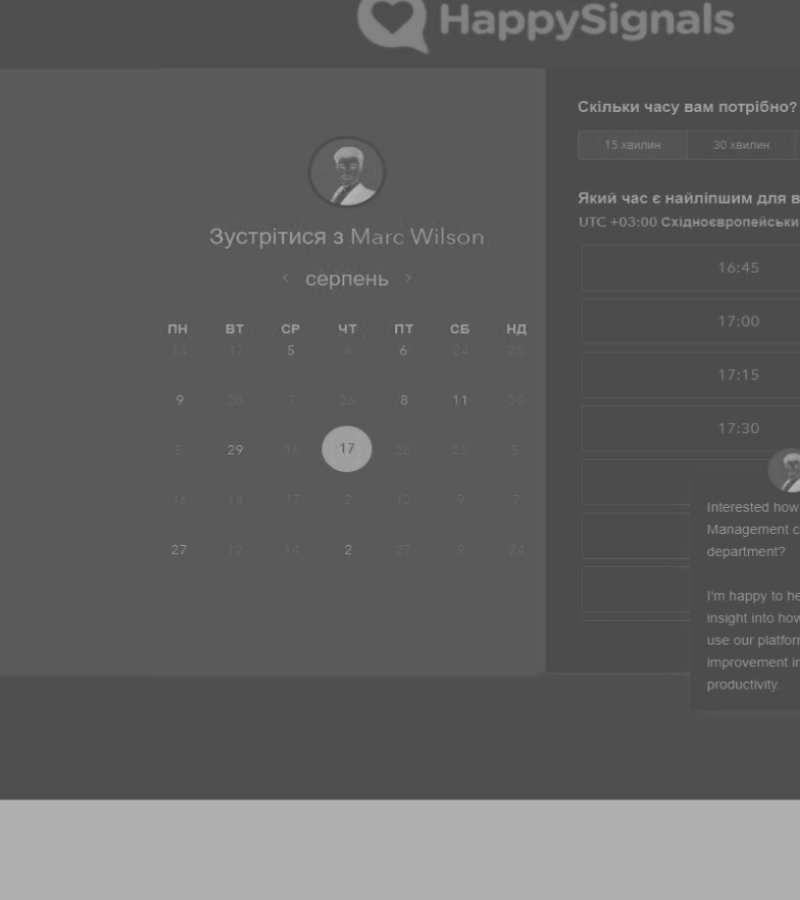 HappySignals
Зустрітися з Marc Wilson
серпень
ПН ВТ СР ЧТ ПТ СБ НД
14 17 5 8 6 24 28
9 28 7 26 8 11 30
5 29 16 17 28 25 5
16 14 17 2 12 9 7
27 12 14 2 27 9 24
Скільки часу вам потрібно?
15 хвилин 30 хвилин
Який час є найліпшим для в
UTC +03:00 Східноєвропейськи
16:45
17:00
17:15
17:30
Interested how
Management c
department?
I'm happy to he
insight into how
use our platfor
improvement in
productivity.